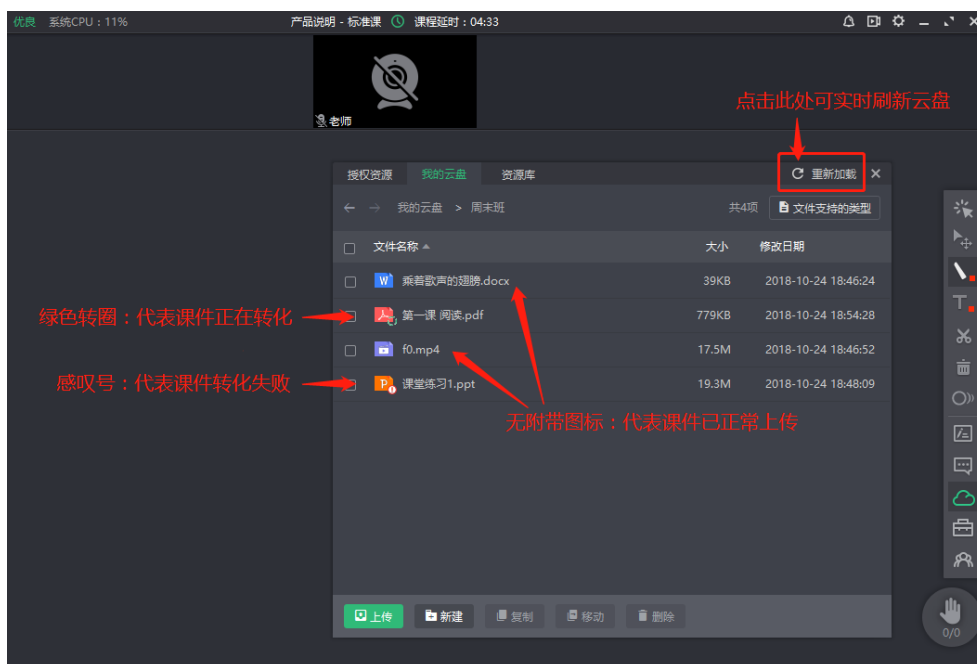 优良 系统CPU：11% 产品说明 - 标准课 课程延时：04:33
老师
点击此处可实时刷新云盘
授权资源 我的云盘 资源库 重新加载
我的云盘 > 周末班 共4项 文件支持的类型
文件名称 大小 修改日期
乘着歌声的翅膀.docx 39KB 2018-10-24 18:46:24
绿色转圈：代表课件正在转化
第一课 阅读.pdf 779KB 2018-10-24 18:54:28
f0.mp4 17.5M 2018-10-24 18:46:52
感叹号：代表课件转化失败
课堂练习1.ppt 19.3M 2018-10-24 18:48:09
无附带图标：代表课件已正常上传
上传 新建 复制 移动 删除
0/0